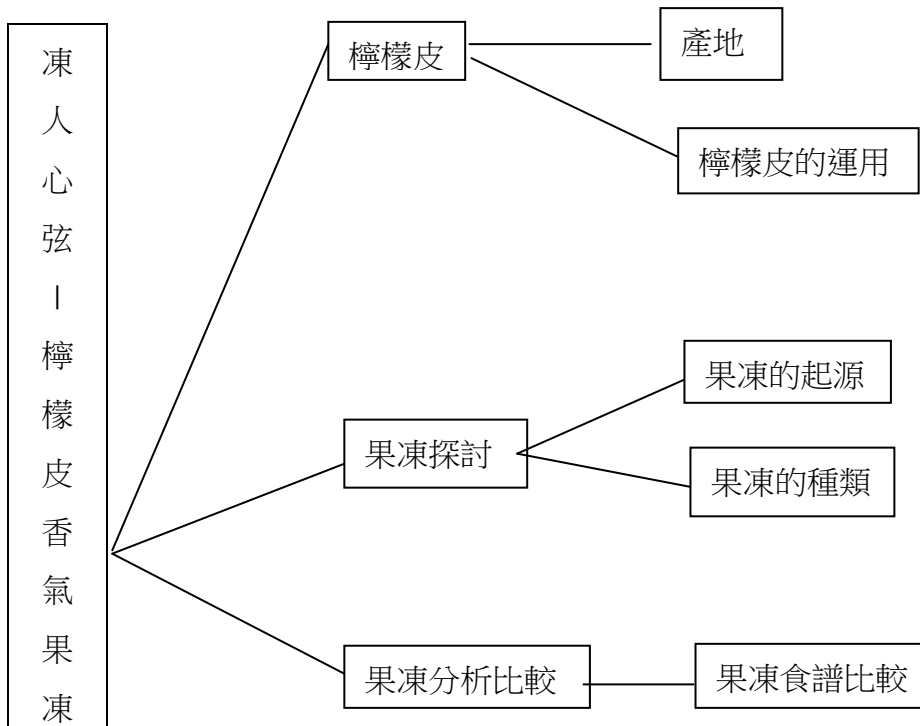 凍人心弦－檸檬皮香氣果凍
檸檬皮
產地
檸檬皮的運用
果凍探討
果凍的起源
果凍的種類
果凍分析比較
果凍食譜比較